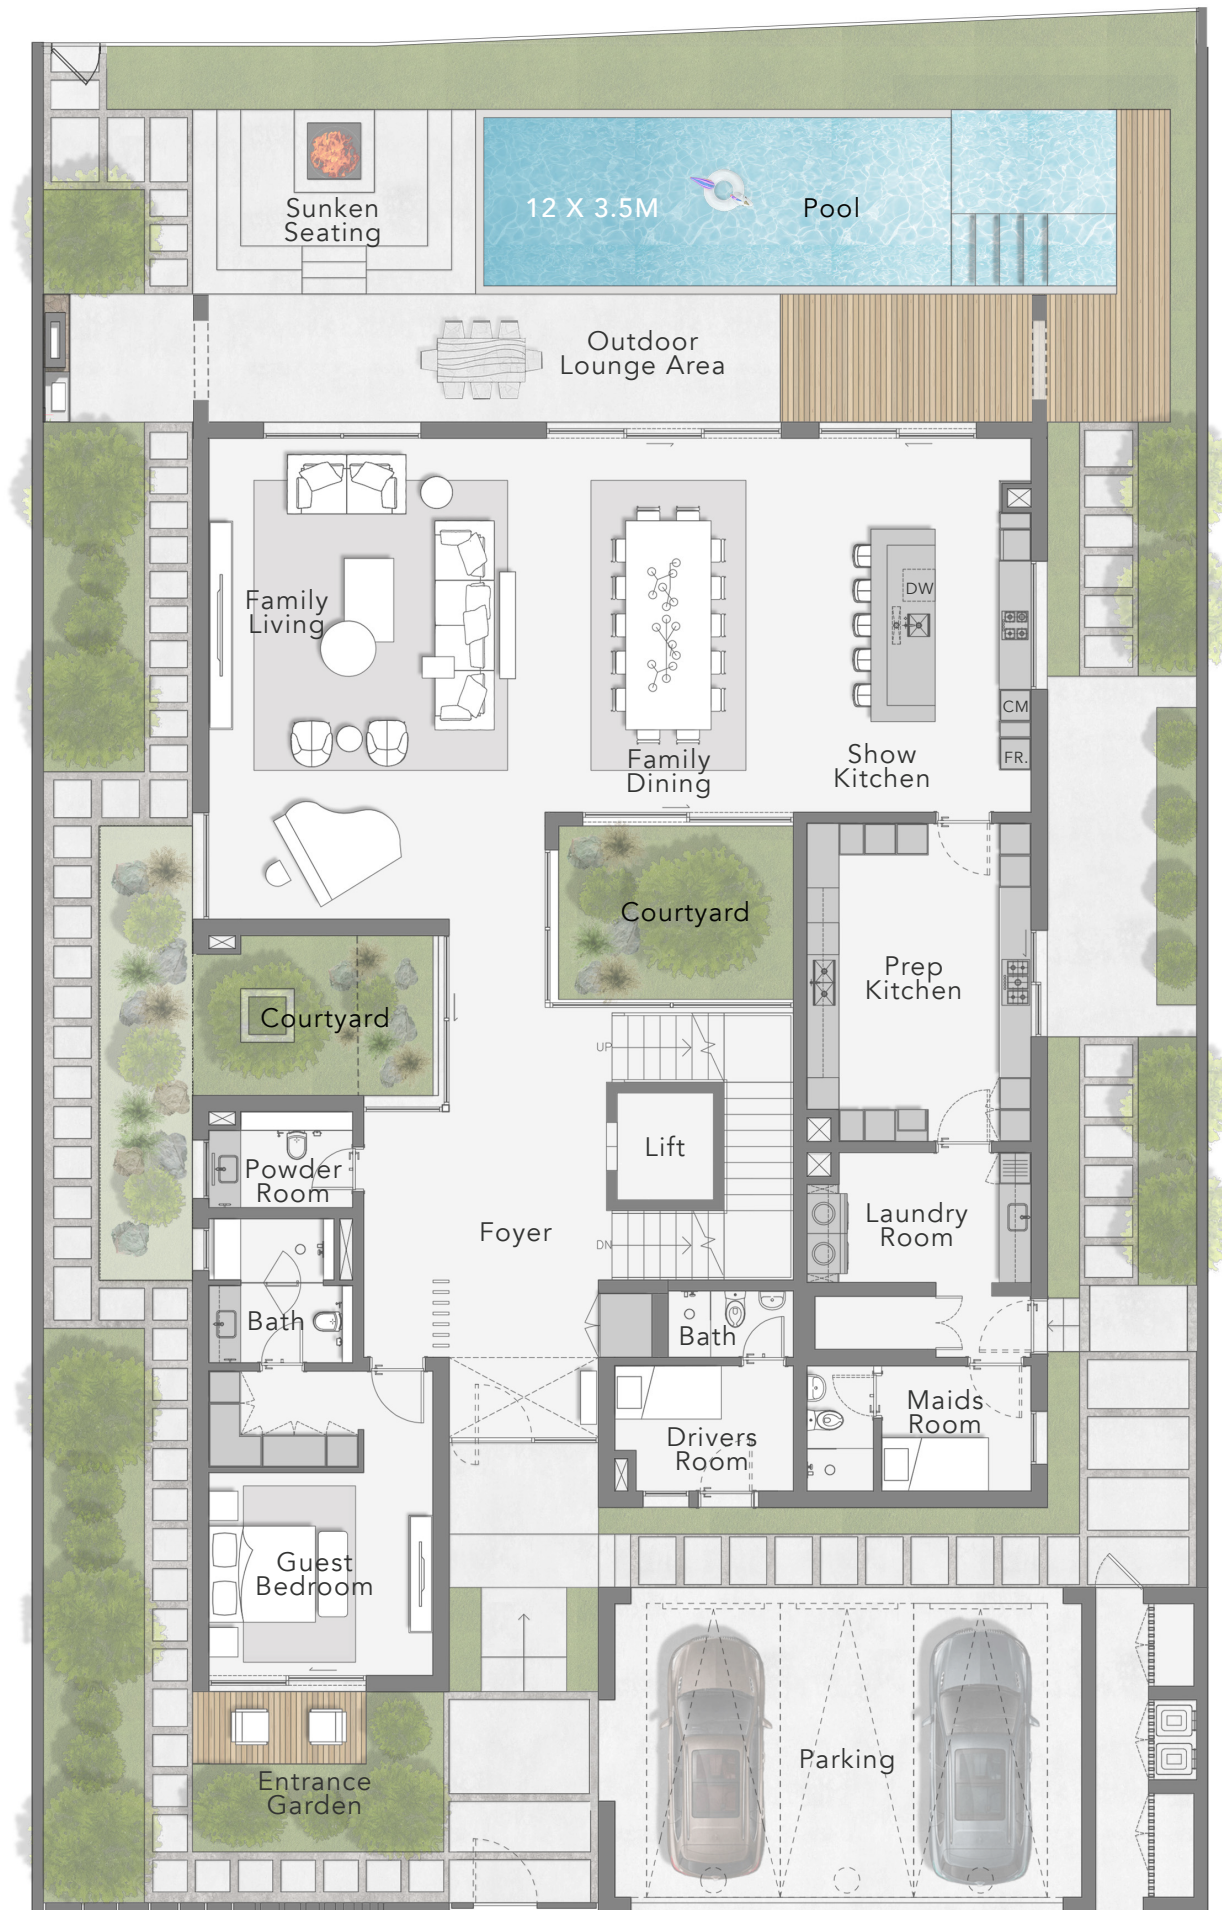 Sunken
Seating
12 X 3.5M
Pool
Outdoor
Lounge Area
Family
Living
DW
CM
FR.
Family
Dining
Show
Kitchen
Courtyard
Prep
Kitchen
Courtyard
UP
Lift
Powder
Room
Laundry
Room
Foyer
DN
Bath
Bath
Maids
Room
Drivers
Room
Guest
Bedroom
Parking
Entrance
Garden